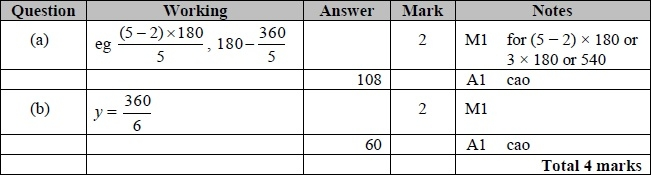 Question Working Answer Mark Notes
(a) eg (5 – 2) × 180 / 5 , 180 – 360 / 5 2 M1 for (5 – 2) × 180 or
3 × 180 or 540
108 A1 cao
(b) y = 360 / 6 2 M1
60 A1 cao
Total 4 marks